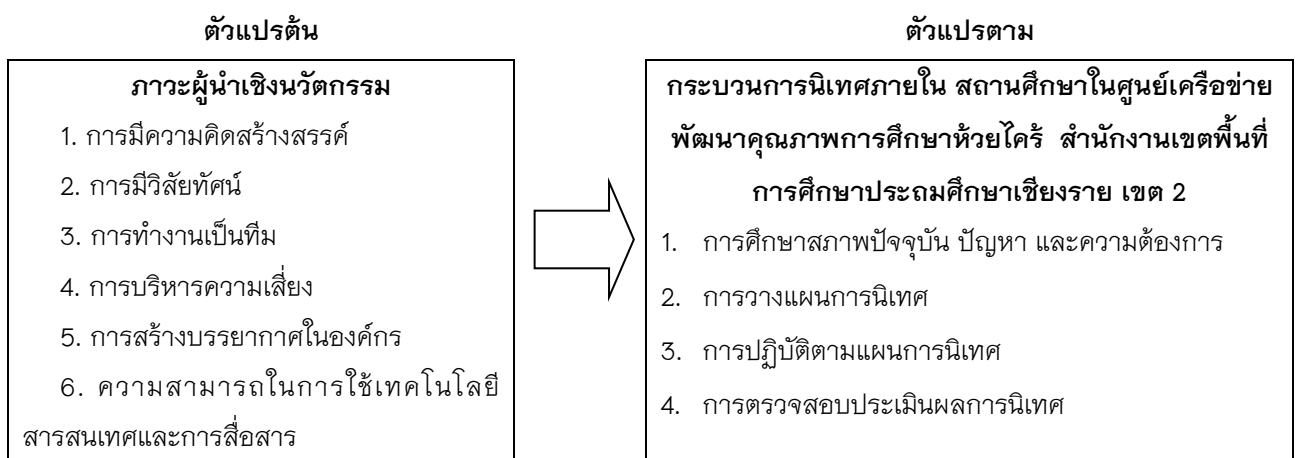 ตัวแปรต้น
ภาวะผู้นำเชิงนวัตกรรม
1. การมีความคิดสร้างสรรค์
2. การมีวิสัยทัศน์
3. การทำงานเป็นทีม
4. การบริหารความเสี่ยง
5. การสร้างบรรยากาศในองค์กร
6. ความสามารถในการใช้เทคโนโลยี
สารสนเทศและการสื่อสาร
ตัวแปรตาม
กระบวนการนิเทศภายใน สถานศึกษาในศูนย์เครือข่าย
พัฒนาคุณภาพการศึกษาห้วยไคร้ สำนักงานเขตพื้นที่
การศึกษาประถมศึกษาเชียงราย เขต 2
1. การศึกษาสภาพปัจจุบัน ปัญหา และความต้องการ
2. การวางแผนการนิเทศ
3. การปฏิบัติตามแผนการนิเทศ
4. การตรวจสอบประเมินผลการนิเทศ